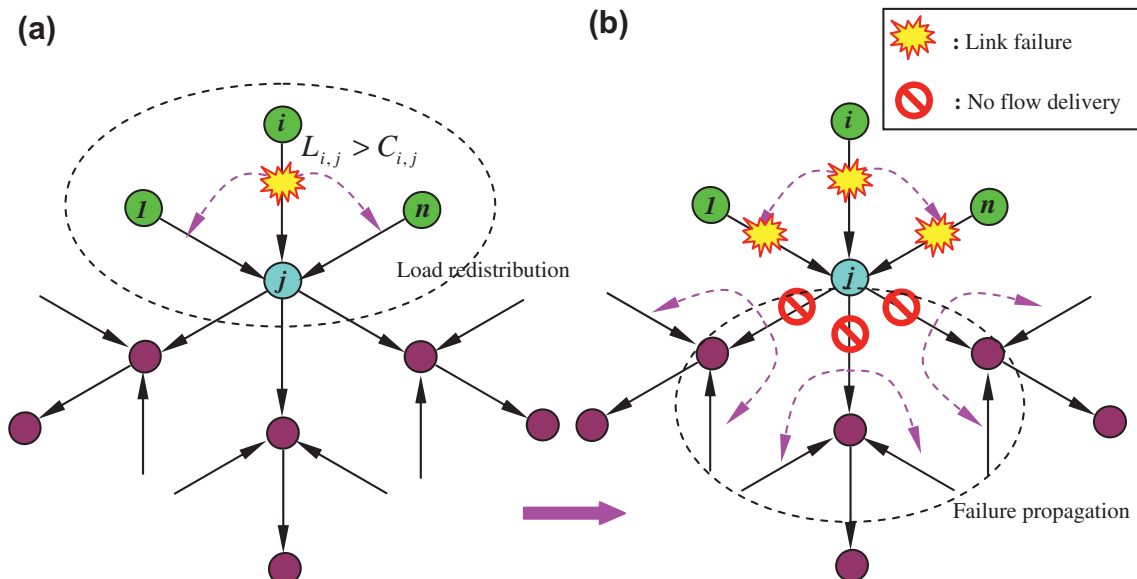 (a)
i
L_{i,j} > C_{i,j}
1
n
j
Load redistribution
(b)
: Link failure
: No flow delivery
i
1
n
j
Failure propagation